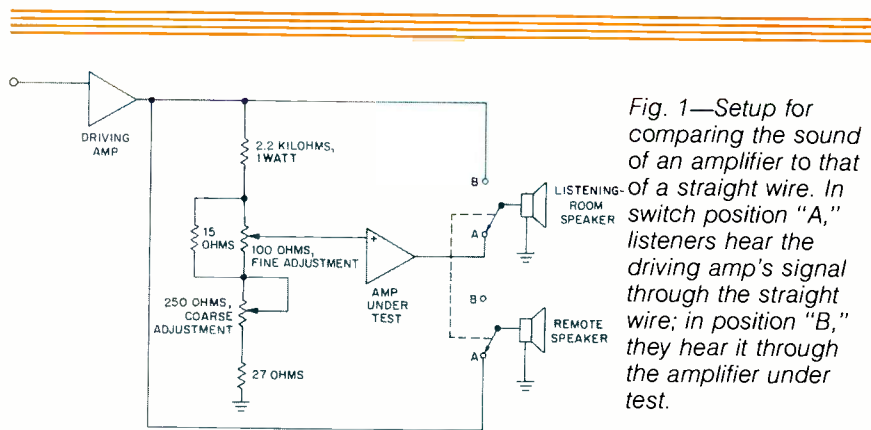 DRIVING
AMP
2.2 KILOHMS,
1 WATT
15
OHMS
100 OHMS,
FINE ADJUSTMENT
250 OHMS,
COARSE
ADJUSTMENT
27 OHMS
+
AMP
UNDER
TEST
B
A
LISTENING-
ROOM
SPEAKER
B
A
REMOTE
SPEAKER
Fig. 1—Setup for
comparing the sound
of an amplifier to that
of a straight wire. In
switch position "A,"
listeners hear the
driving amp's signal
through the straight
wire; in position "B,"
they hear it through
the amplifier under
test.